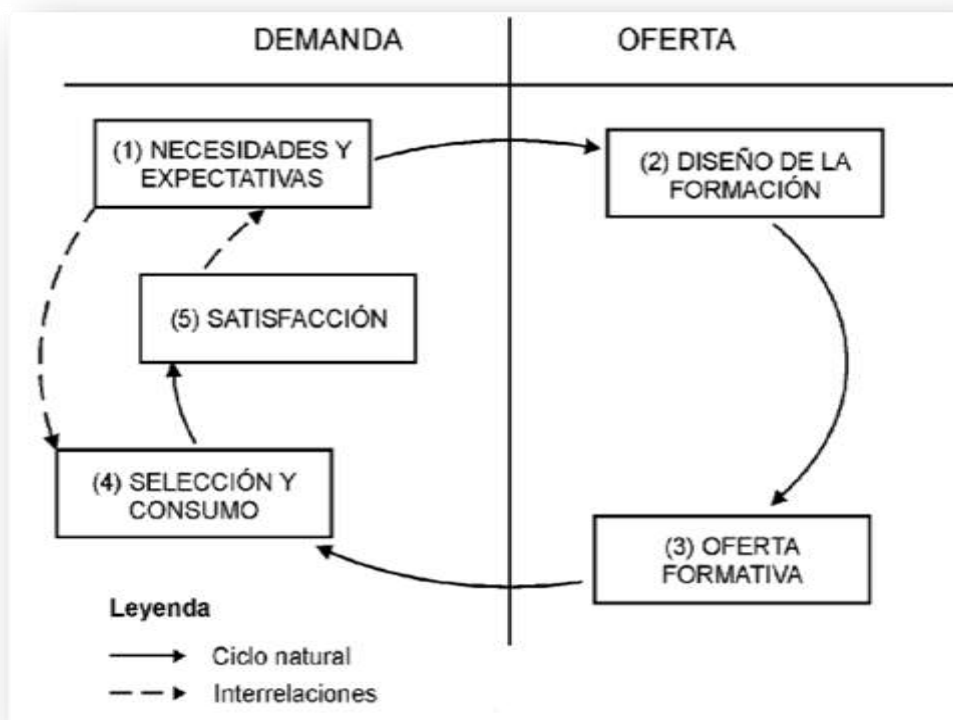 DEMANDA
OFERTA
(1) NECESIDADES Y
EXPECTATIVAS
(2) DISEÑO DE LA
FORMACIÓN
(5) SATISFACCIÓN
(4) SELECCIÓN Y
CONSUMO
(3) OFERTA
FORMATIVA
Leyenda
Ciclo natural
Interrelaciones